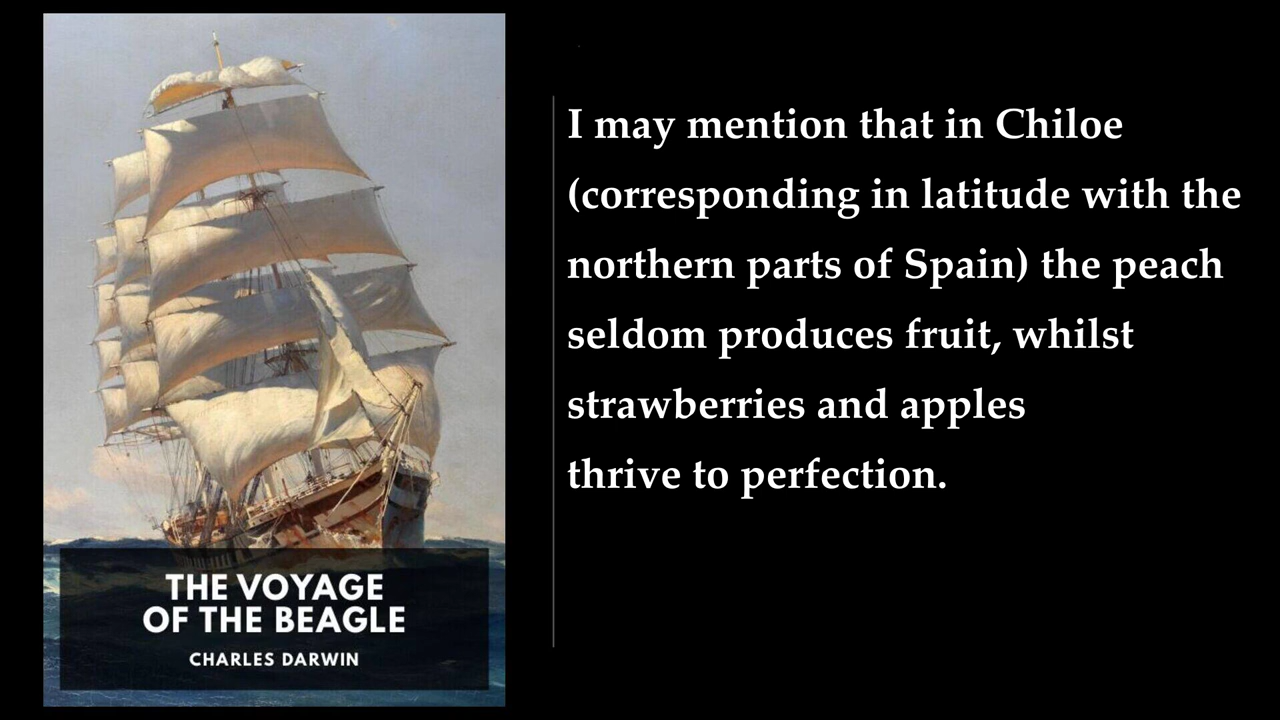 THE VOYAGE
OF THE BEAGLE
CHARLES DARWIN
I may mention that in Chiloe
(corresponding in latitude with the
northern parts of Spain) the peach
seldom produces fruit, whilst
strawberries and apples
thrive to perfection.